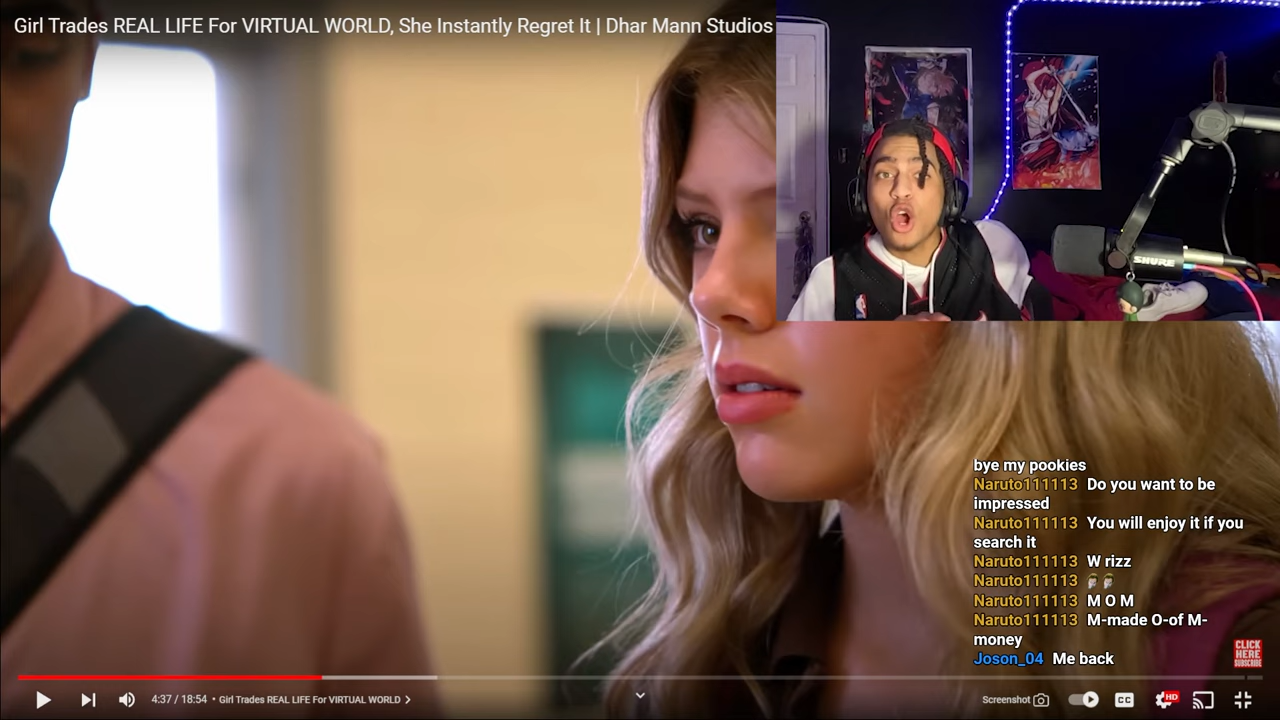 Girl Trades REAL LIFE For VIRTUAL WORLD, She Instantly Regret It | Dhar Mann Studios
SHURE
bye my pookies
Naruto111113 Do you want to be
impressed
Naruto111113 You will enjoy it if you
search it
Naruto111113 W rizz
Naruto111113
Naruto111113 M O M
Naruto111113 M-made O-of M-
money
Joson_04 Me back
CLICK
HERE
SUBSCRIBE
4:37 / 18:54 • Girl Trades REAL LIFE For VIRTUAL WORLD
Screenshot
CC
HD